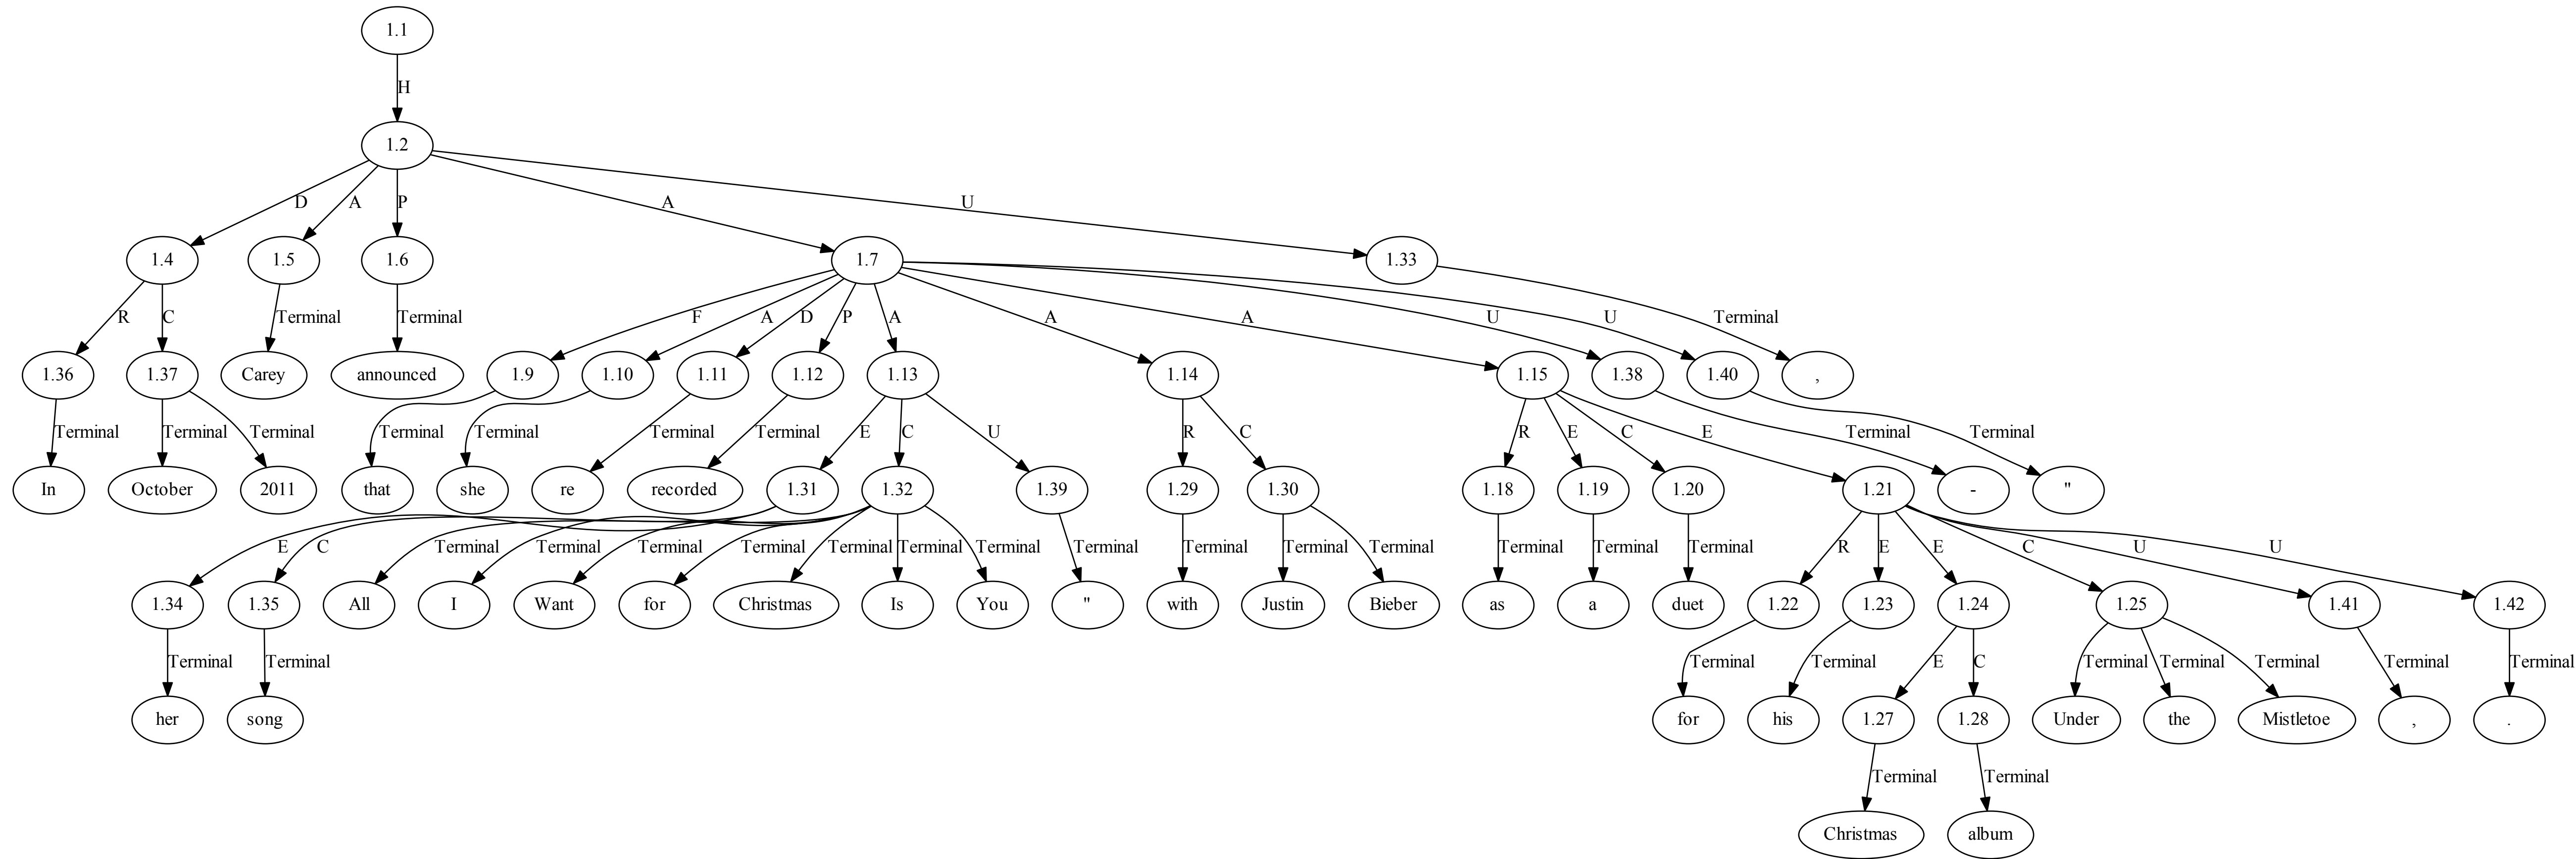 1.1
H
1.2
D A P A U
1.4 1.5 1.6 1.7 1.33
R C Terminal Terminal F A D P A A A U U Terminal
1.36 1.37 Carey announced 1.9 1.10 1.11 1.12 1.13 1.14 1.15 1.38 1.40 ,
Terminal Terminal Terminal Terminal Terminal Terminal Terminal E C U R C R E C E Terminal Terminal
In October 2011 that she re recorded 1.31 1.32 1.39 1.29 1.30 1.18 1.19 1.20 1.21 - "
E C Terminal Terminal Terminal Terminal Terminal Terminal Terminal Terminal Terminal Terminal Terminal Terminal Terminal Terminal R E E C U U
1.34 1.35 All I Want for Christmas Is You " with Justin Bieber as a duet 1.22 1.23 1.24 1.25 1.41 1.42
Terminal Terminal Terminal Terminal E C Terminal Terminal Terminal Terminal Terminal
her song for his 1.27 1.28 Under the Mistletoe , .
Terminal Terminal
Christmas album